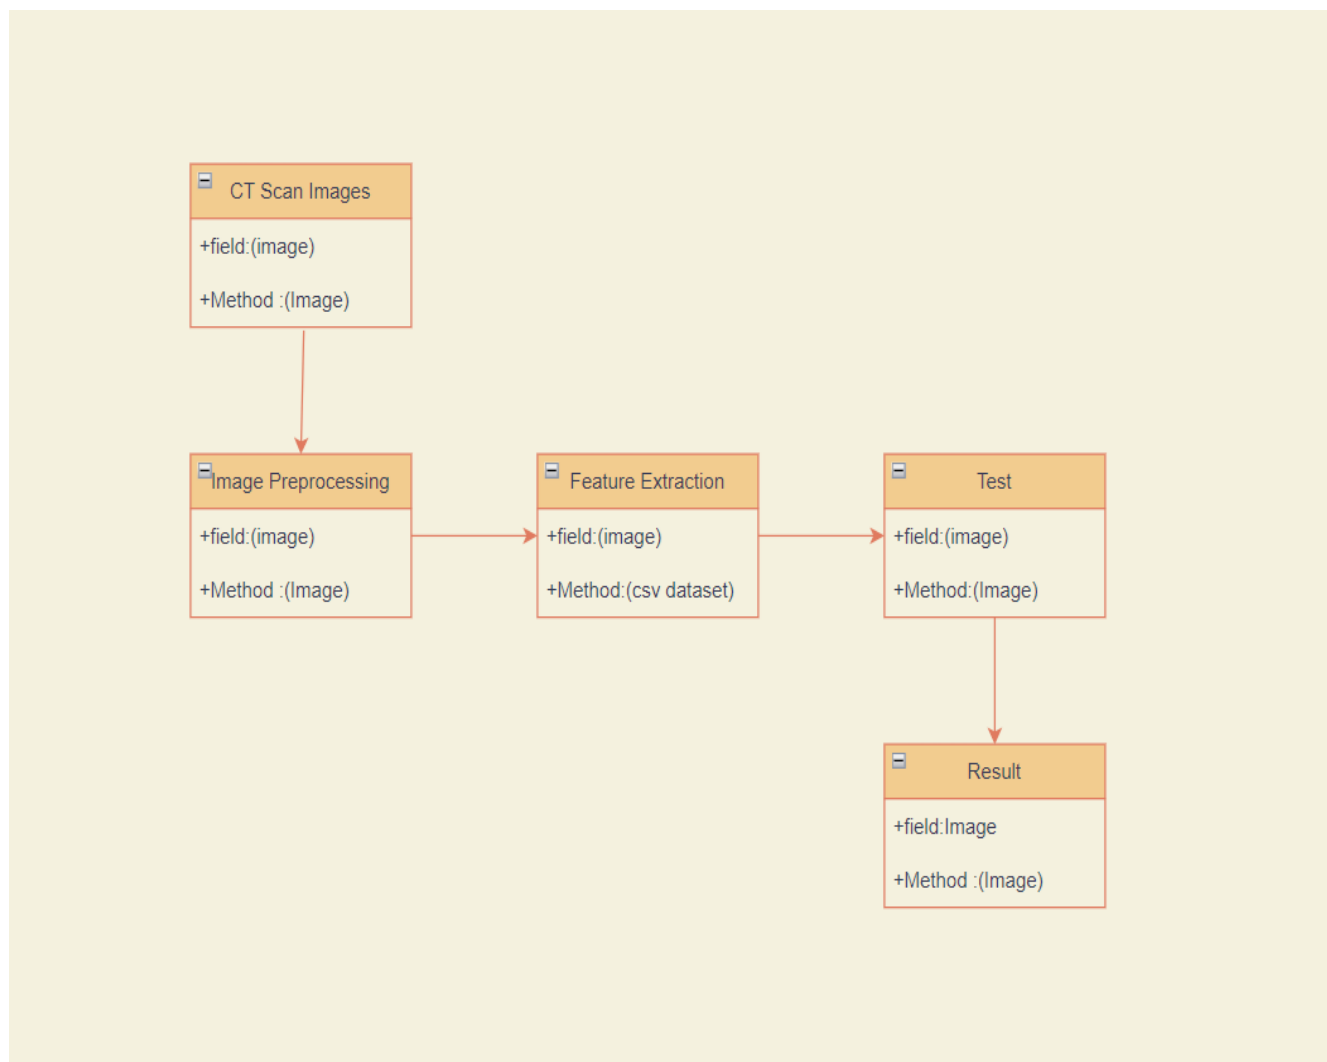 CT Scan Images
+field:(image)
+Method :(Image)
Image Preprocessing
+field:(image)
+Method :(Image)
Feature Extraction
+field:(image)
+Method:(csv dataset)
Test
+field:(image)
+Method:(Image)
Result
+field:Image
+Method :(Image)